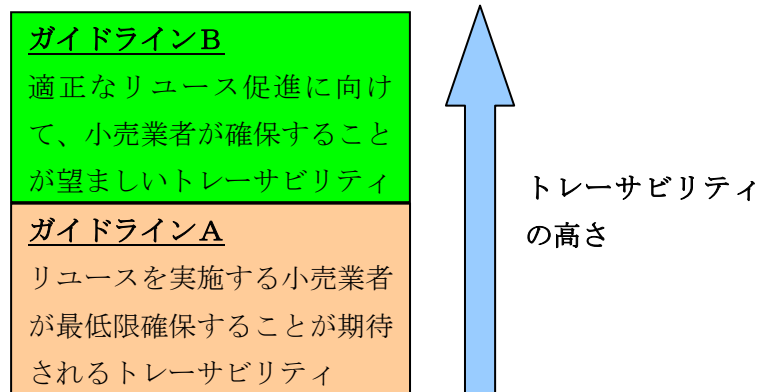 ガイドラインＢ
適正なリユース促進に向け
て、小売業者が確保すること
が望ましいトレーサビリティ
ガイドラインＡ
リユースを実施する小売業者
が最低限確保することが期待
されるトレーサビリティ
トレーサビリティ
の高さ